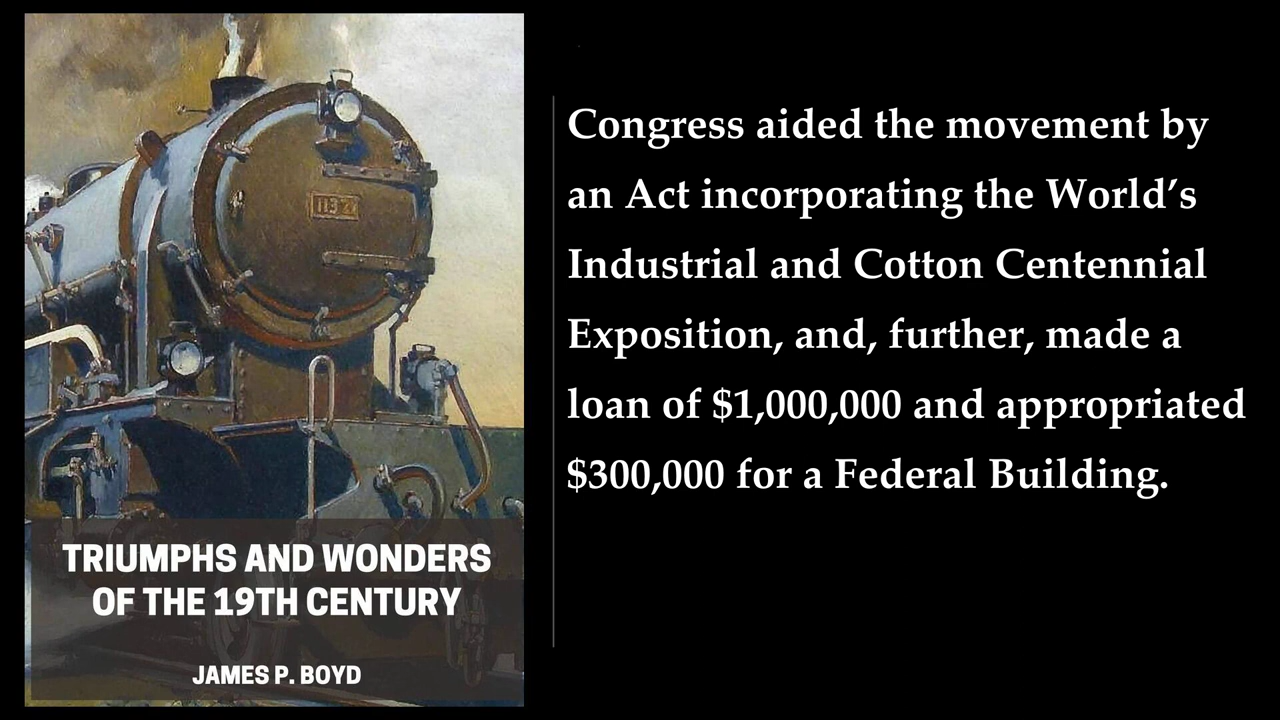 TRIUMPHS AND WONDERS
OF THE 19TH CENTURY
JAMES P. BOYD
Congress aided the movement by
an Act incorporating the World’s
Industrial and Cotton Centennial
Exposition, and, further, made a
loan of $1,000,000 and appropriated
$300,000 for a Federal Building.